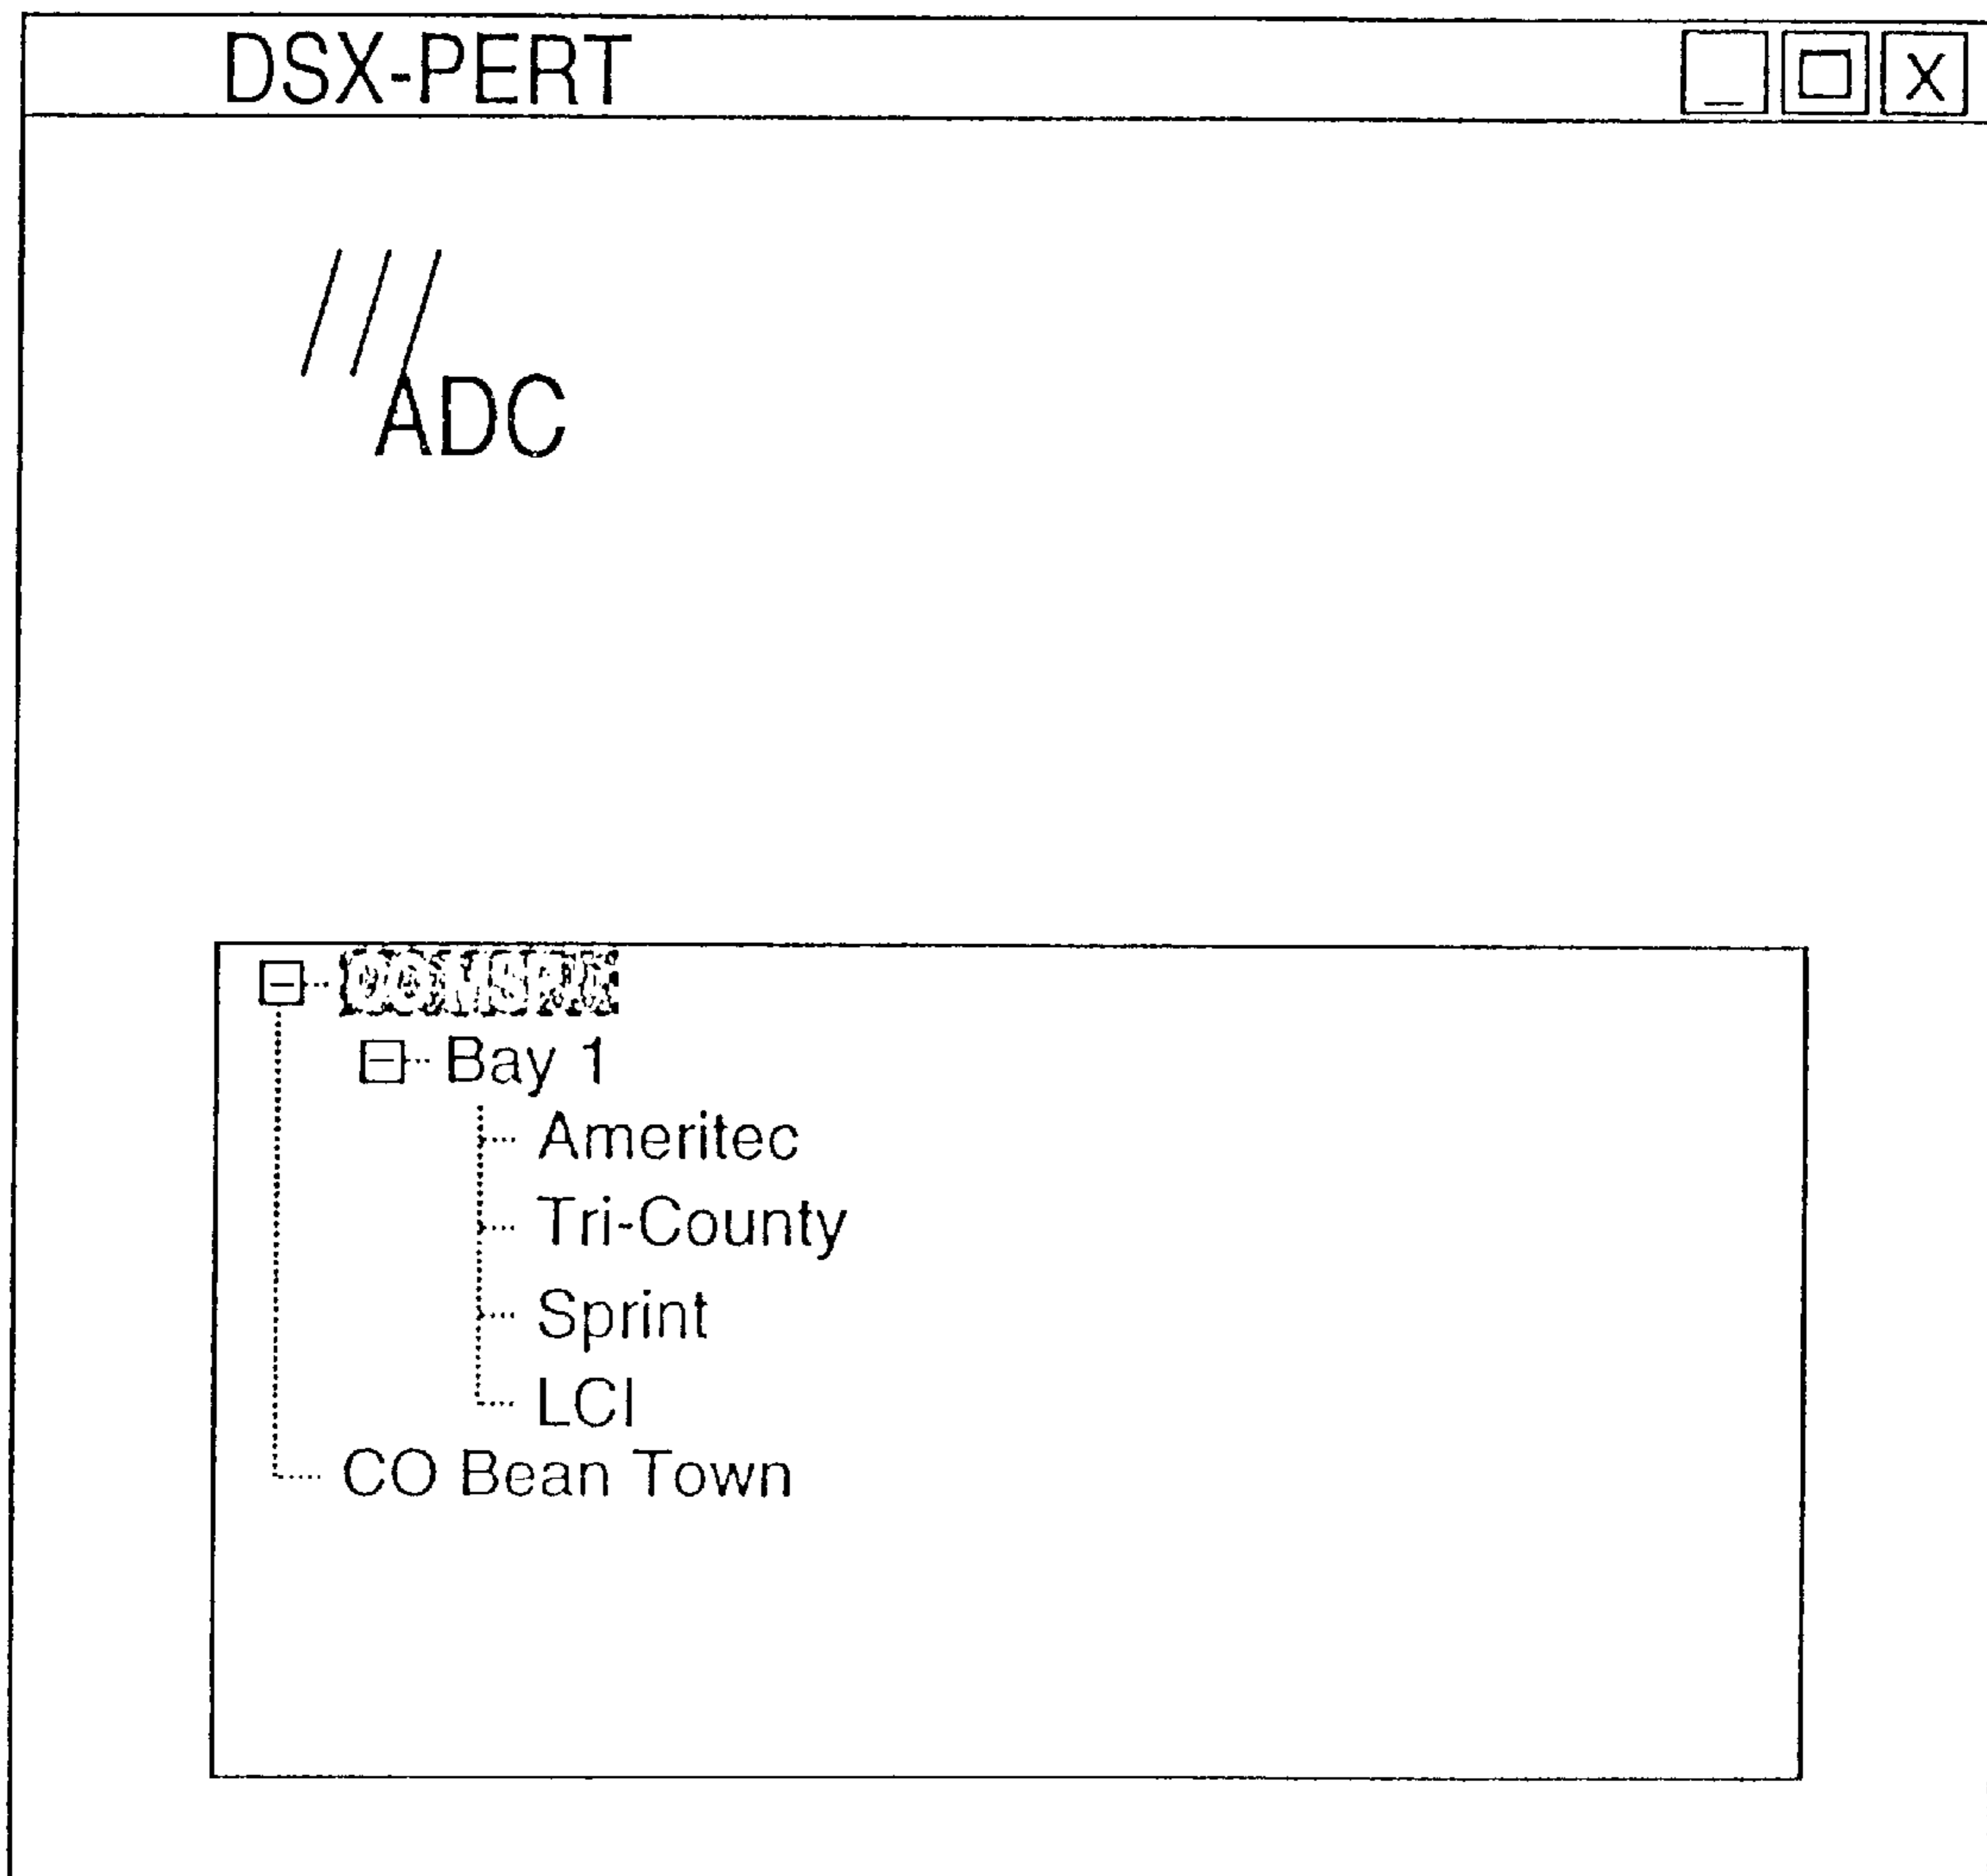 DSX-PERT
ADC
Bay 1
Ameritec
Tri-County
Sprint
LCI
CO Bean Town